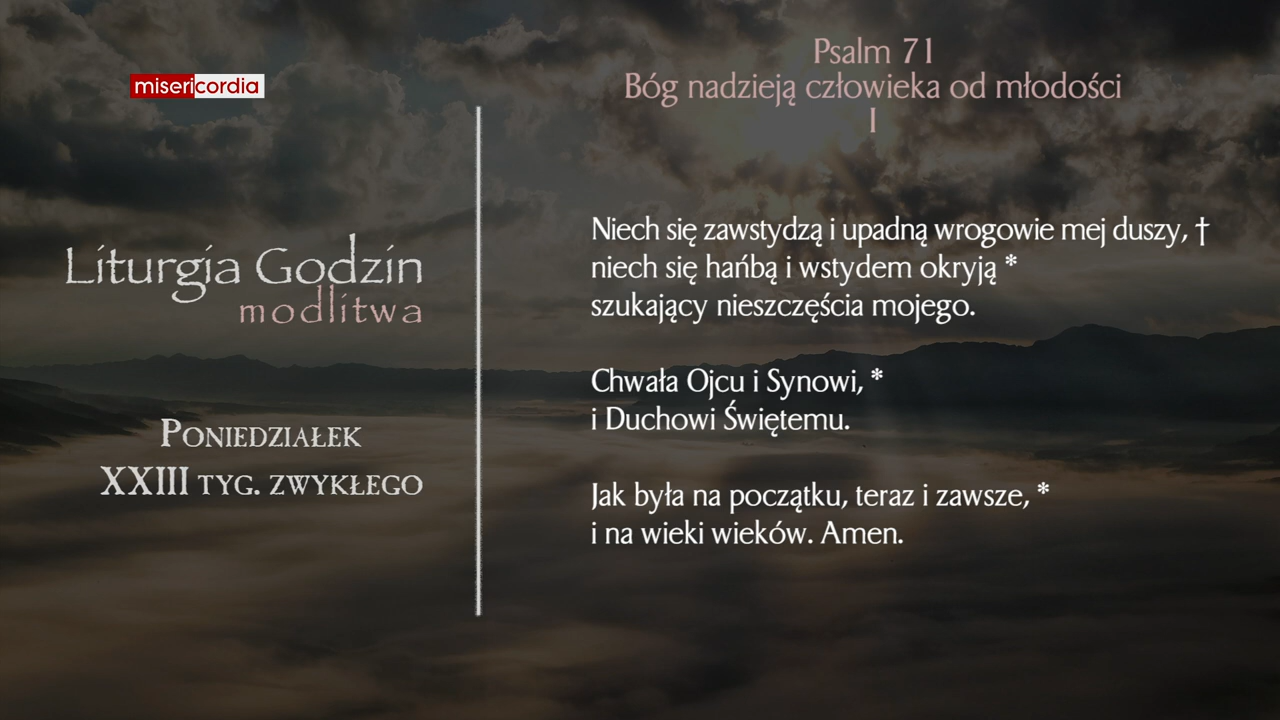 misericordia
Liturgia Godzin
modlitwa
Poniedziałek
XXIII tyg. zwykłego
Psalm 71
Bóg nadzieją człowieka od młodości
I
Niech się zawstydzą i upadną wrogowie mej duszy, †
niech się hańbą i wstydem okryją *
szukający nieszczęścia mojego.
Chwała Ojcu i Synowi, *
i Duchowi Świętemu.
Jak była na początku, teraz i zawsze, *
i na wieki wieków. Amen.